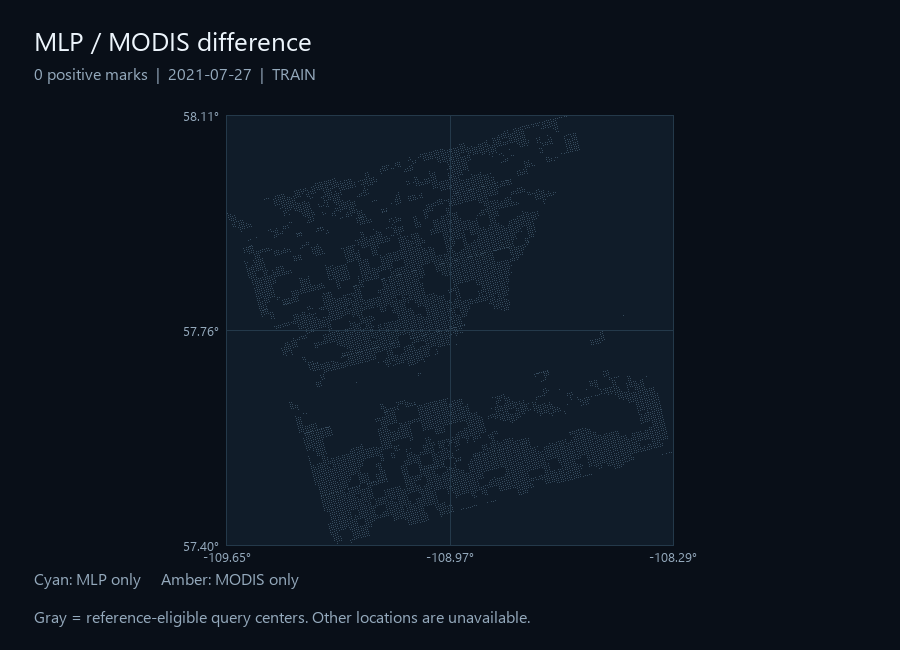 MLP / MODIS difference
0 positive marks | 2021-07-27 | TRAIN
58.11°
57.76°
57.40°
-109.65° -108.97° -108.29°
Cyan: MLP only Amber: MODIS only
Gray = reference-eligible query centers. Other locations are unavailable.